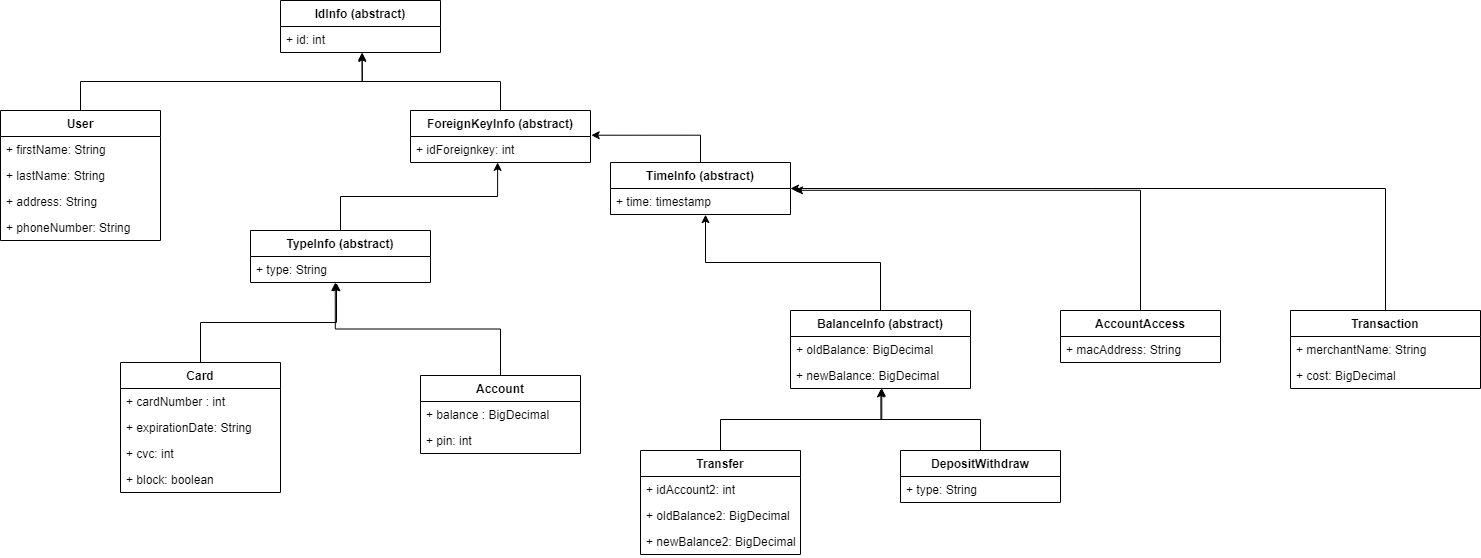 IdInfo (abstract)
+ id: int
User
+ firstName: String
+ lastName: String
+ address: String
+ phoneNumber: String
ForeignKeyInfo (abstract)
+ idForeignkey: int
TimeInfo (abstract)
+ time: timestamp
TypeInfo (abstract)
+ type: String
BalanceInfo (abstract)
+ oldBalance: BigDecimal
+ newBalance: BigDecimal
AccountAccess
+ macAddress: String
Transaction
+ merchantName: String
+ cost: BigDecimal
Card
+ cardNumber : int
+ expirationDate: String
+ cvc: int
+ block: boolean
Account
+ balance : BigDecimal
+ pin: int
Transfer
+ idAccount2: int
+ oldBalance2: BigDecimal
+ newBalance2: BigDecimal
DepositWithdraw
+ type: String